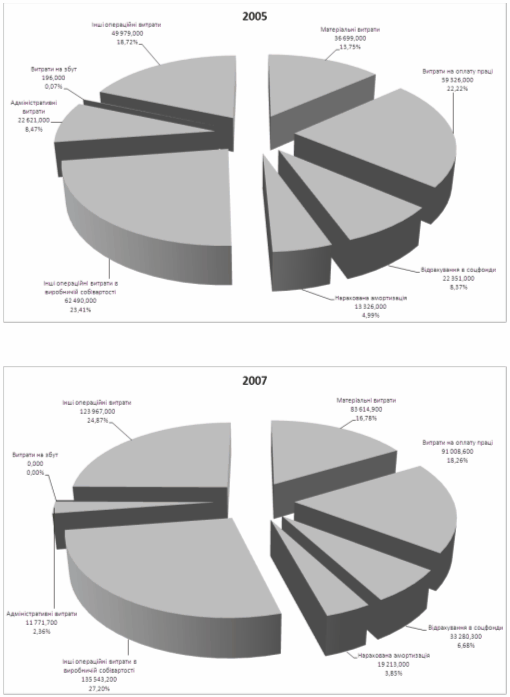 2005
Інші операційні витрати
49 979,000
18,72%
Матеріальні витрати
36 699,000
13,75%
Витрати на збут
196,000
0,07%
Витрати на оплату праці
59 326,000
22,22%
Адміністративні
витрати
22 621,000
8,47%
Відрахування в соцфонди
22 351,000
8,37%
Інші операційні витрати в
виробничій собівартості
62 490,000
23,41%
Нарахована амортизація
13 326,000
4,99%
2007
Інші операційні витрати
123 967,000
24,87%
Матеріальні витрати
83 614,900
16,78%
Витрати на оплату праці
91 008,600
18,26%
Витрати на збут
0,000
0,00%
Адміністративні витрати
11 771,700
2,36%
Відрахування в соцфонди
33 280,300
6,68%
Нарахована амортизація
19 213,000
3,85%
Інші операційні витрати в
виробничій собівартості
135 543,200
27,20%